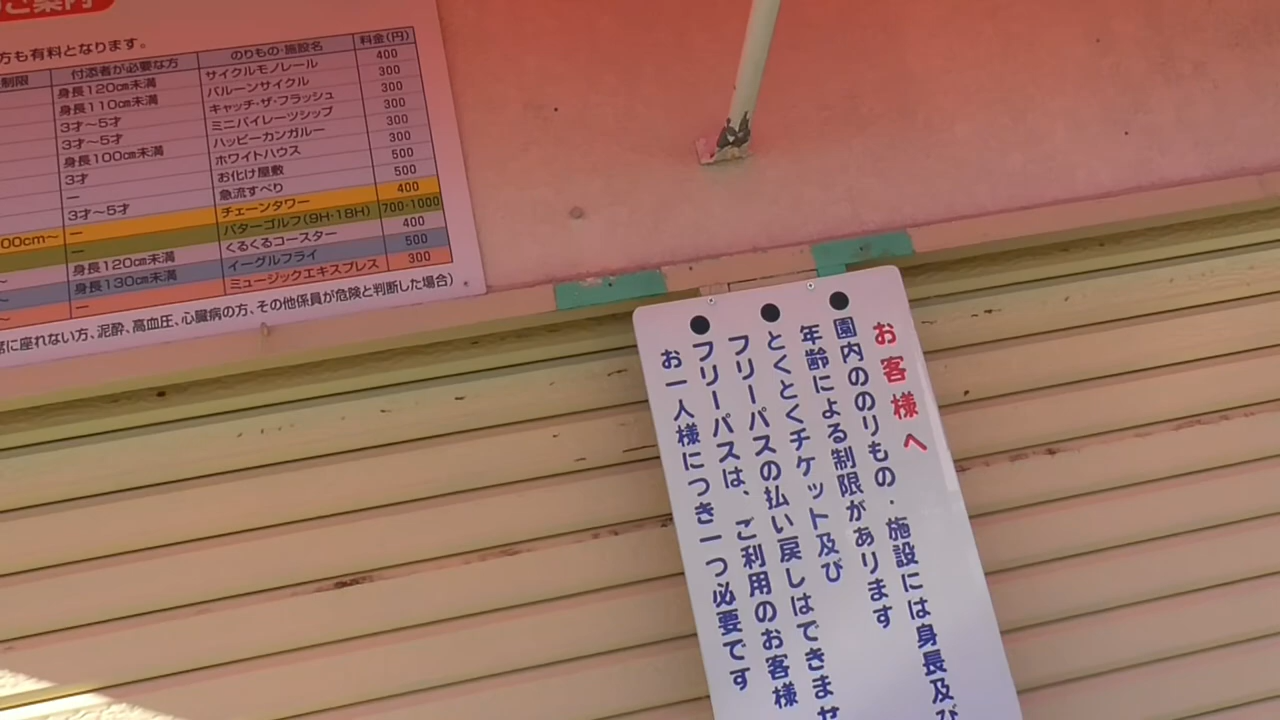 ご案内
方も有料となります。
制限 付添者が必要な方 のりもの・施設名 料金(円)
身長120cm未満 サイクルモノレール 400
身長110cm未満 バルーンサイクル 300
3才～5才 キャッチ・ザ・フラッシュ 300
3才～5才 ミニパイレーツシップ 300
身長100cm未満 ハッピーカンガルー 300
3才 ホワイトハウス 300
― お化け屋敷 500
3才～5才 急流すべり 500
00cm～ ― チェーンタワー 400
― パターゴルフ(9H・18H) 700・1000
身長120cm未満 くるくるコースター 400
～ 身長130cm未満 イーグルフライ 500
～ ― ミュージックエキスプレス 300
席に座れない方、泥酔、高血圧、心臓病の方、その他係員が危険と判断した場合)
お客様へ
●園内ののりもの・施設には身長及び
年齢による制限があります
●とくとくチケット及び
フリーパスの払い戻しはできませ
●フリーパスは、ご利用のお客様
お一人様につき一つ必要です